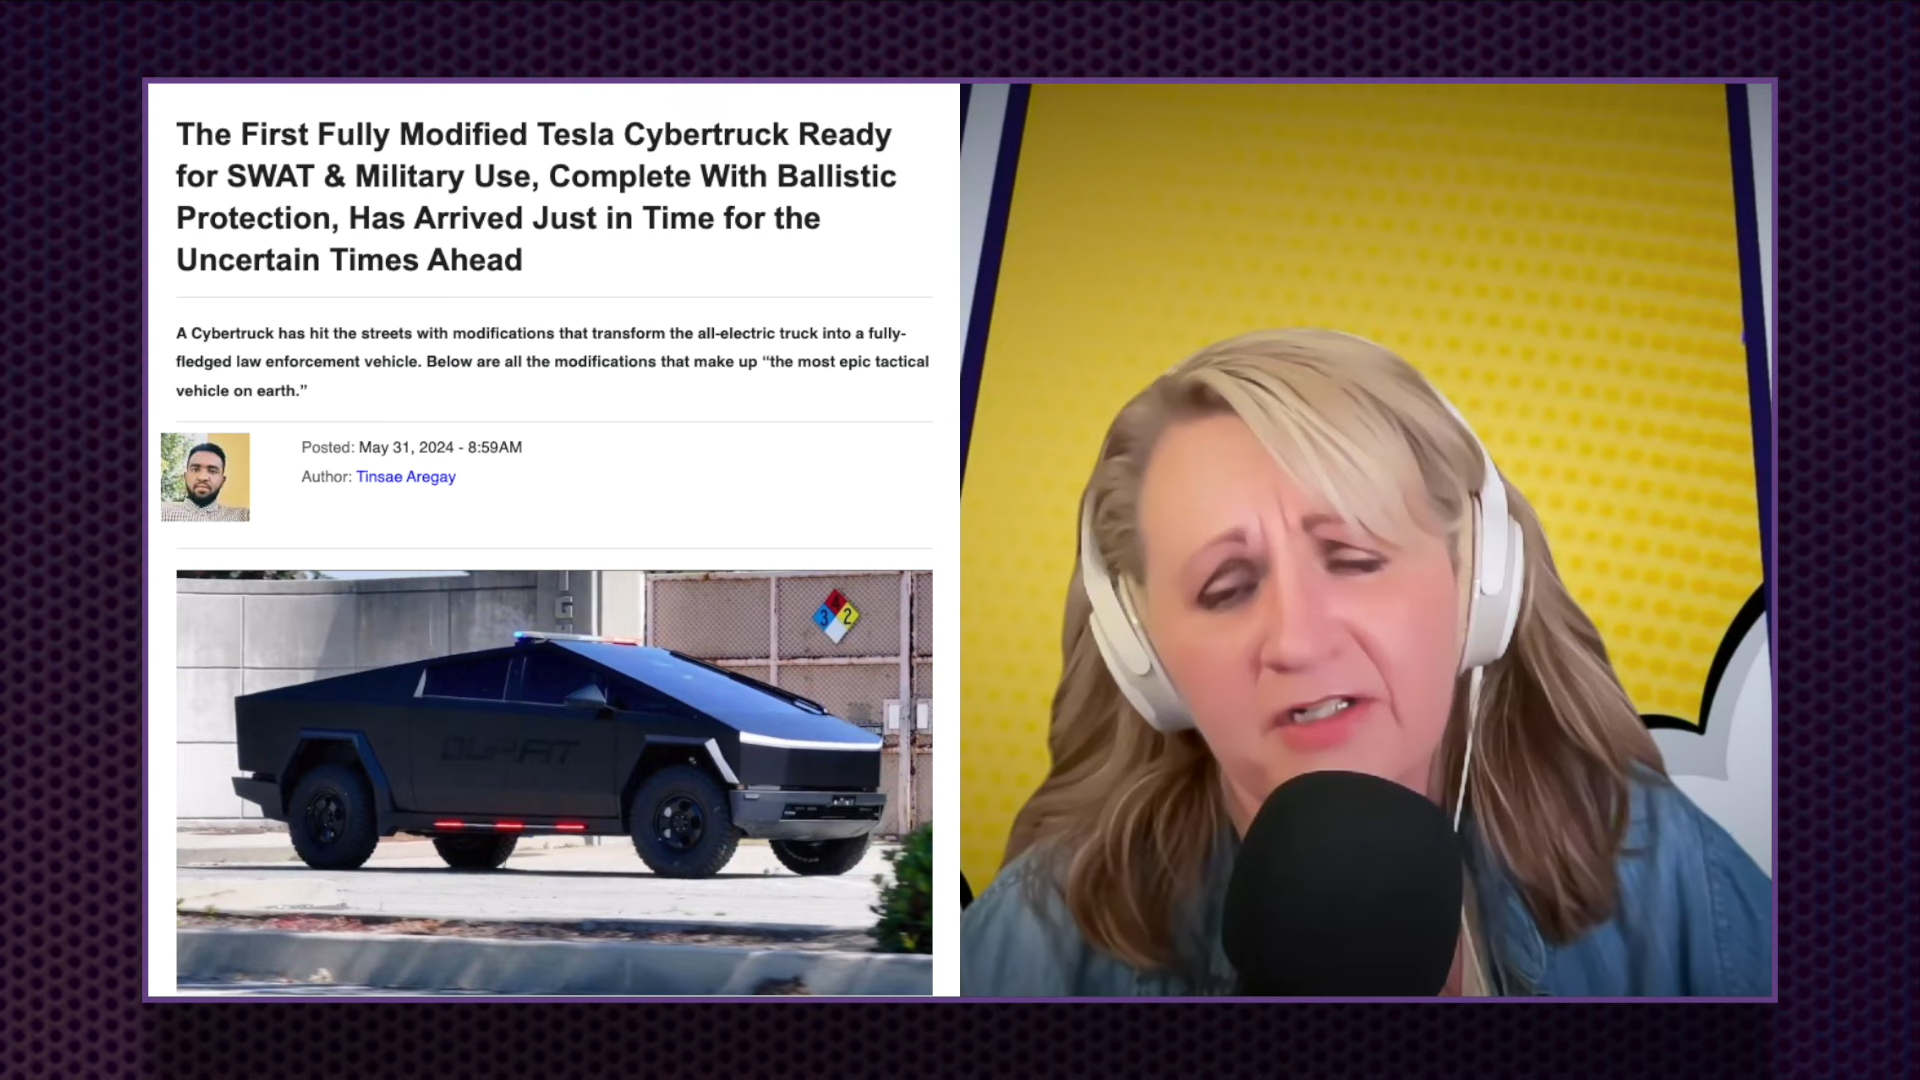 The First Fully Modified Tesla Cybertruck Ready
for SWAT & Military Use, Complete With Ballistic
Protection, Has Arrived Just in Time for the
Uncertain Times Ahead
A Cybertruck has hit the streets with modifications that transform the all-electric truck into a fully-
fledged law enforcement vehicle. Below are all the modifications that make up “the most epic tactical
vehicle on earth.”
Posted: May 31, 2024 - 8:59AM
Author: Tinsae Aregay
4
3 2